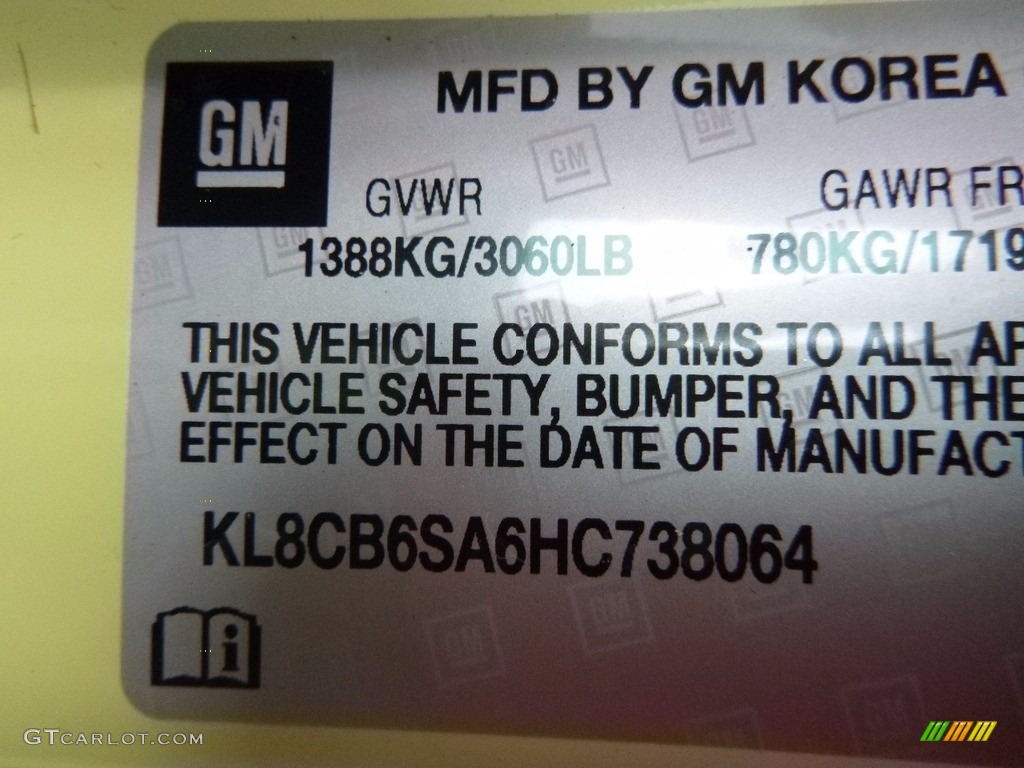 GM
MFD BY GM KOREA
GVWR GAWR FR
1388KG/3060LB 780KG/1719
THIS VEHICLE CONFORMS TO ALL AP
VEHICLE SAFETY, BUMPER, AND THE
EFFECT ON THE DATE OF MANUFACT
KL8CB6SA6HC738064
i
GTCARLOT.COM